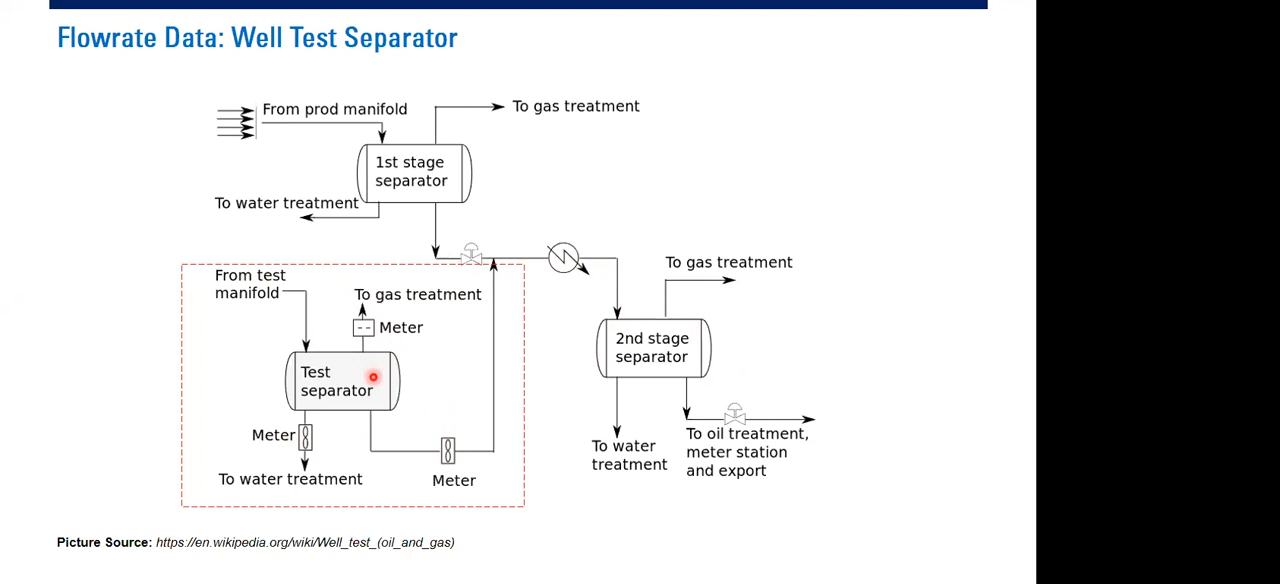 Flowrate Data: Well Test Separator
From prod manifold
To gas treatment
1st stage
separator
To water treatment
From test
manifold
To gas treatment
Meter
Test
separator
Meter
To water treatment
Meter
To gas treatment
2nd stage
separator
To water
treatment
To oil treatment,
meter station
and export
Picture Source: https://en.wikipedia.org/wiki/Well_test_(oil_and_gas)